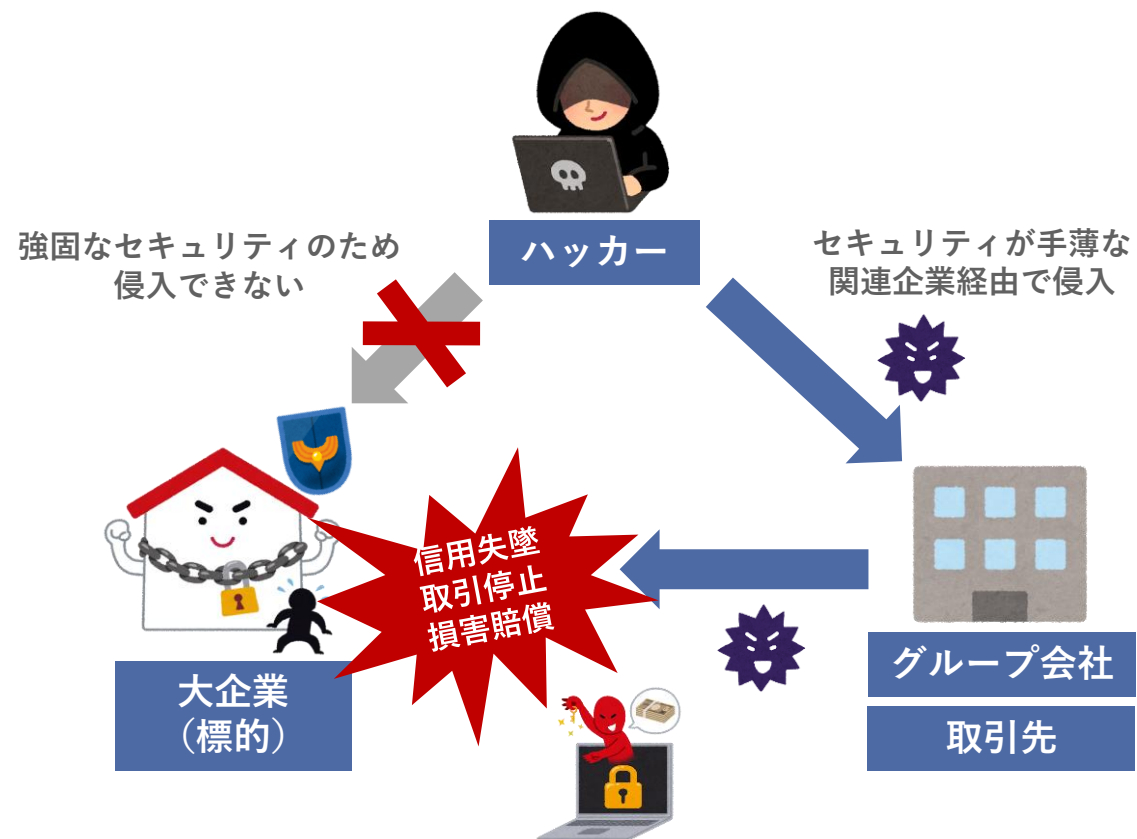 ハッカー
強固なセキュリティのため
侵入できない
セキュリティが手薄な
関連企業経由で侵入
信用失墜
取引停止
損害賠償
大企業
（標的）
グループ会社
取引先